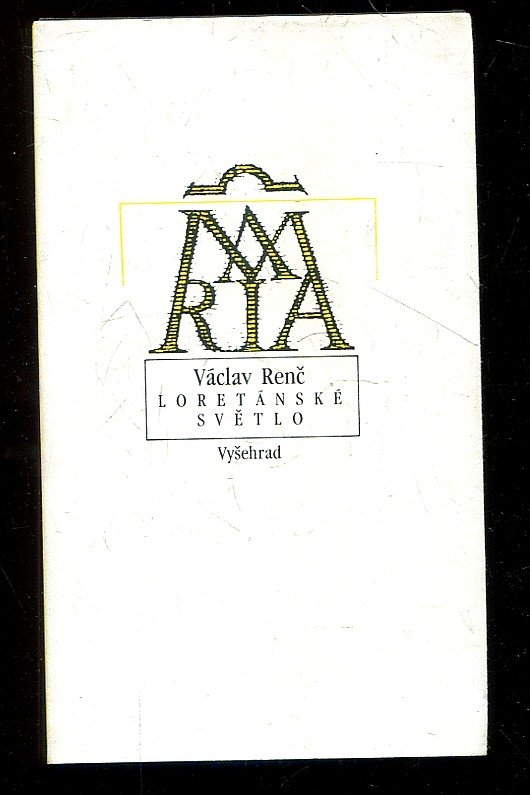 MARIA
Václav Renč
LORETÁNSKÉ
SVĚTLO
Vyšehrad